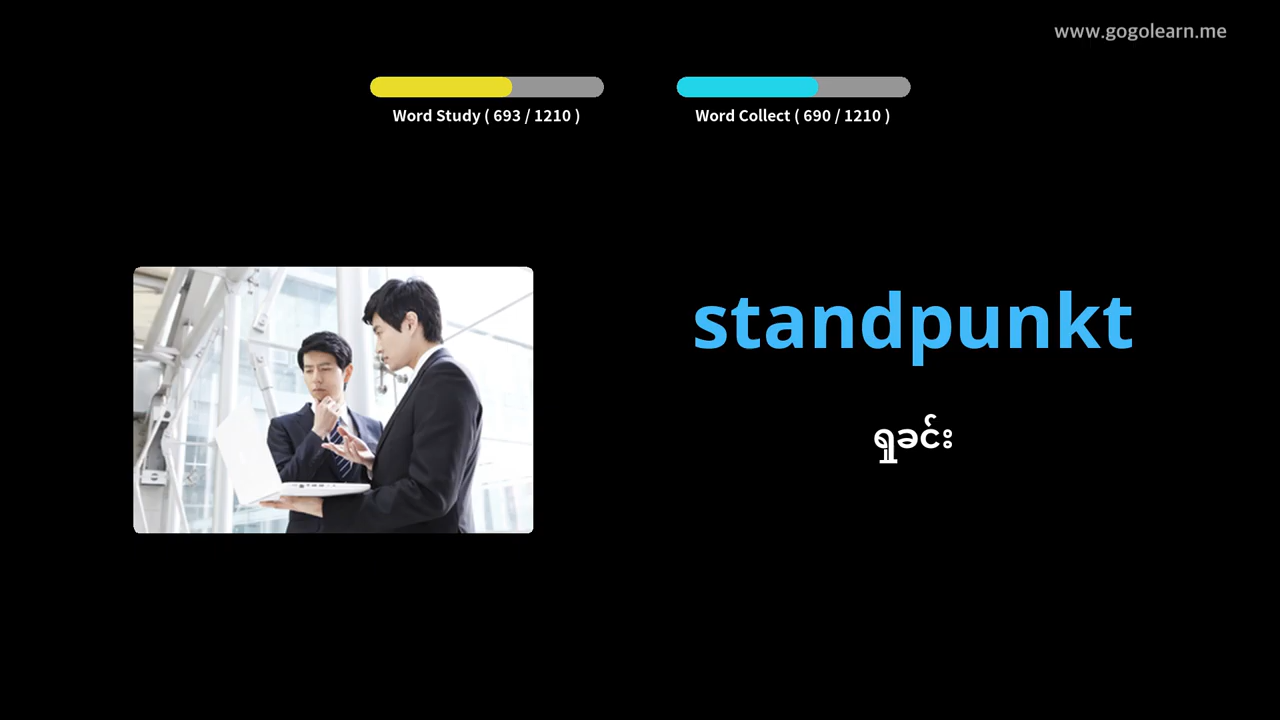 www.gogolearn.me
Word Study ( 693 / 1210 )
Word Collect ( 690 / 1210 )
standpunkt
ရှုခင်း